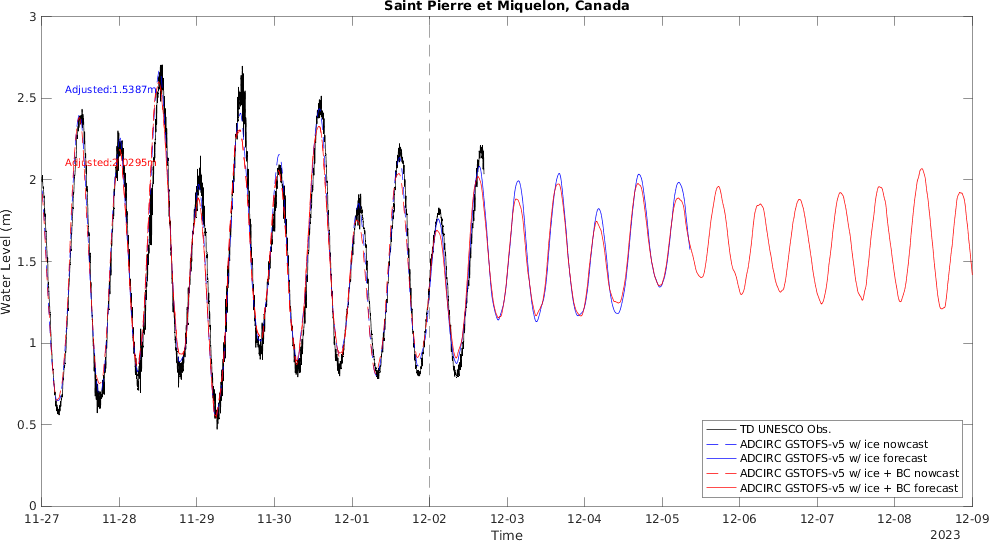 Saint Pierre et Miquelon, Canada
3
2.5
2
1.5
1
0.5
0
Water Level (m)
Adjusted:1.5387m
Adjusted:2.0295m
TD UNESCO Obs.
ADCIRC GSTOFS-v5 w/ ice nowcast
ADCIRC GSTOFS-v5 w/ ice forecast
ADCIRC GSTOFS-v5 w/ ice + BC nowcast
ADCIRC GSTOFS-v5 w/ ice + BC forecast
11-27 11-28 11-29 11-30 12-01 12-02 12-03 12-04 12-05 12-06 12-07 12-08 12-09
Time
2023